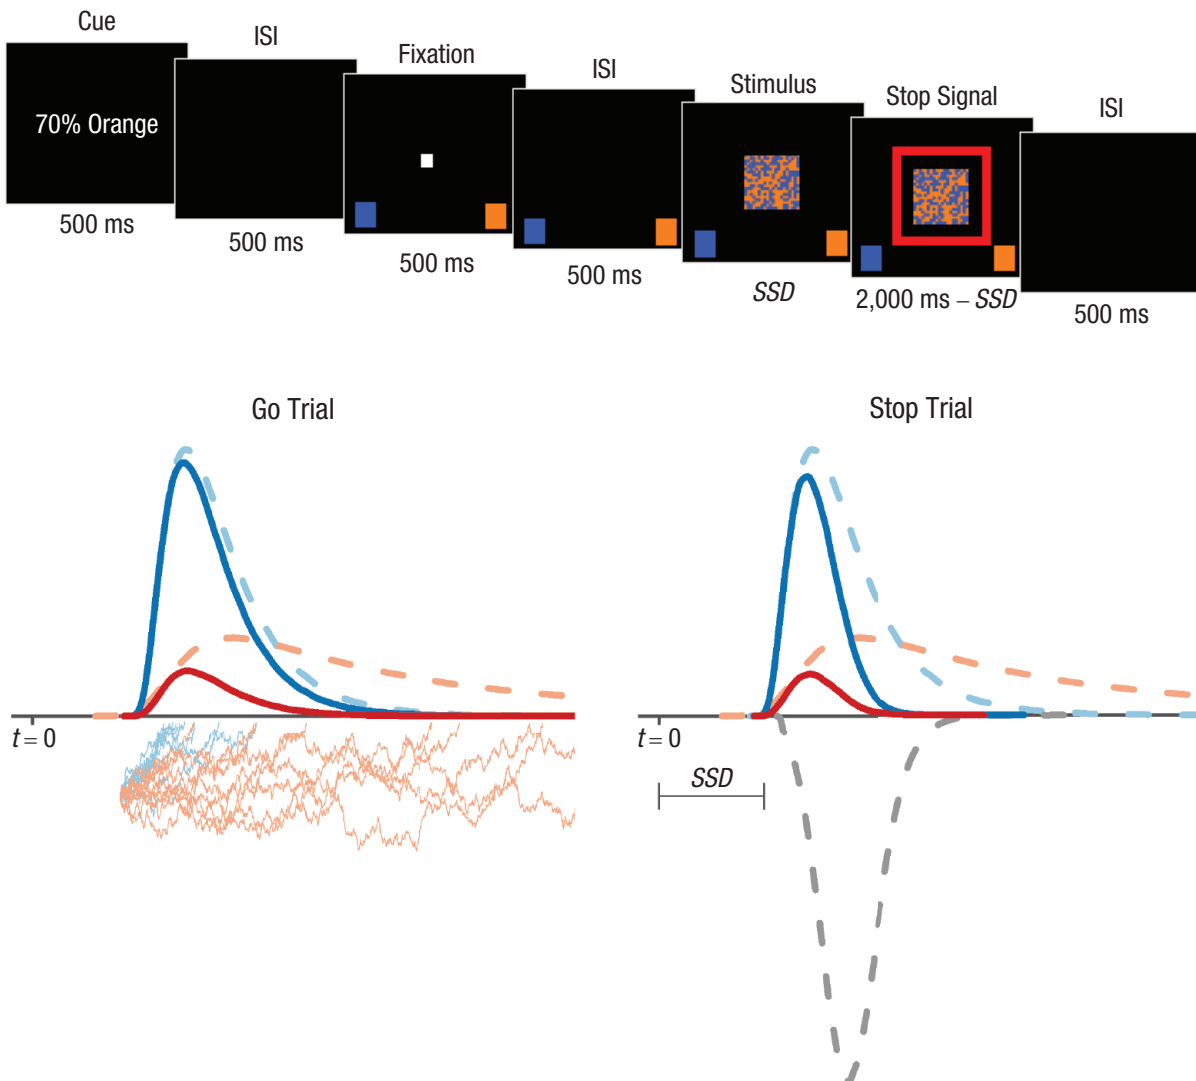 Cue
ISI
Fixation
ISI
Stimulus
Stop Signal
ISI
70% Orange
500 ms
500 ms
500 ms
500 ms
SSD
2,000 ms – SSD
500 ms
Go Trial
Stop Trial
t = 0
t = 0
SSD